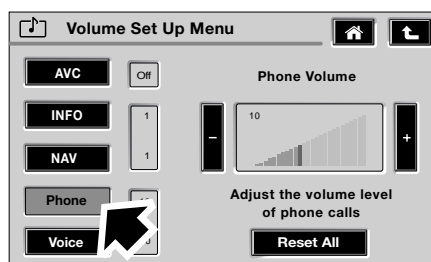 Volume Set Up Menu
AVC
Off
Phone Volume
INFO
1
10
–
+
NAV
1
Phone
Adjust the volume level
of phone calls
Voice
Reset All